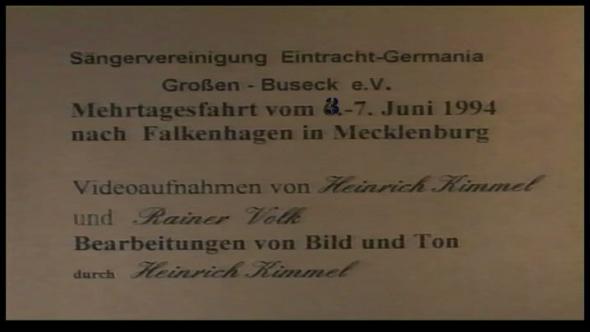 Sängervereinigung Eintracht-Germania
Großen - Buseck e.V.
Mehrtagesfahrt vom 3.-7. Juni 1994
nach Falkenhagen in Mecklenburg
Videoaufnahmen von Heinrich Kimmel
und Rainer Volk
Bearbeitungen von Bild und Ton
durch Heinrich Kimmel